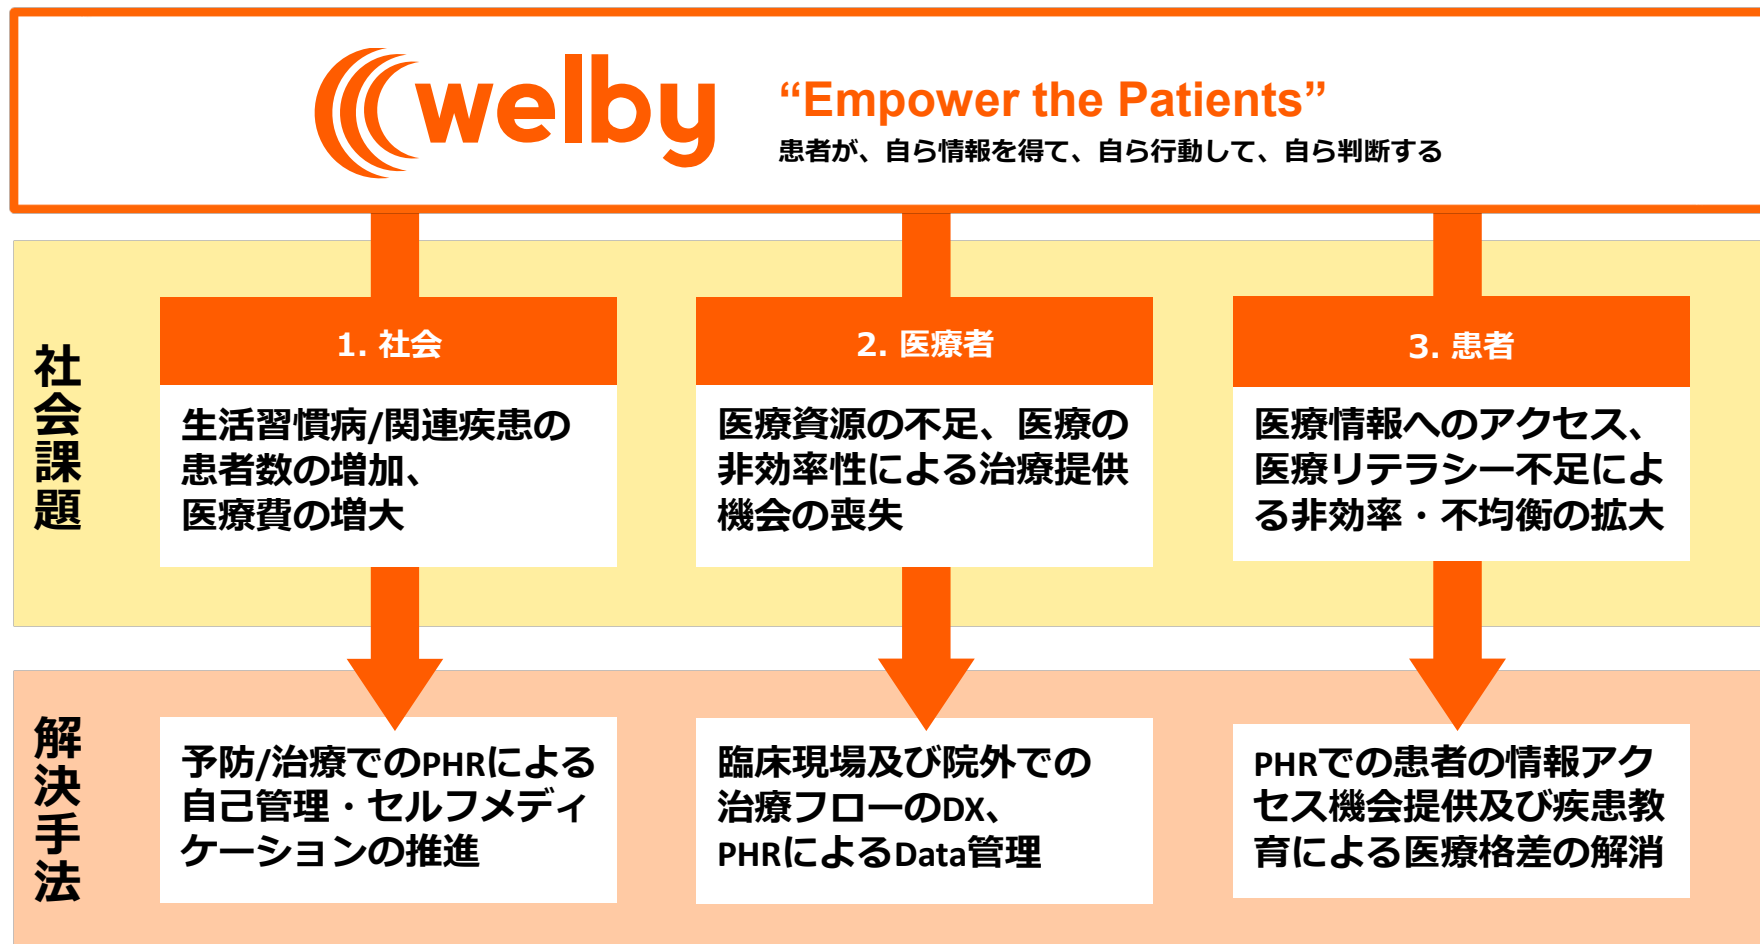 welby
“Empower the Patients”
患者が、自ら情報を得て、自ら行動して、自ら判断する
社会課題
1. 社会
生活習慣病/関連疾患の
患者数の増加、
医療費の増大
2. 医療者
医療資源の不足、医療の
非効率性による治療提供
機会の喪失
3. 患者
医療情報へのアクセス、
医療リテラシー不足によ
る非効率・不均衡の拡大
解決手法
予防/治療でのPHRによる
自己管理・セルフメディ
ケーションの推進
臨床現場及び院外での
治療フローのDX、
PHRによるData管理
PHRでの患者の情報アク
セス機会提供及び疾患教
育による医療格差の解消